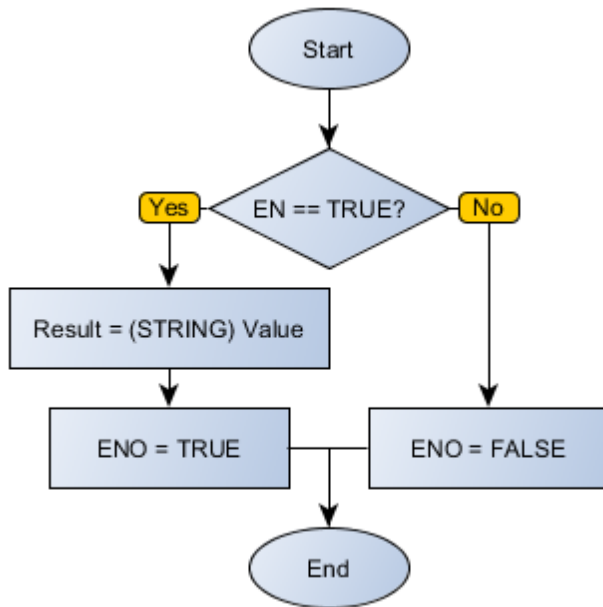 Start
EN == TRUE?
Yes
No
Result = (STRING) Value
ENO = TRUE
ENO = FALSE
End